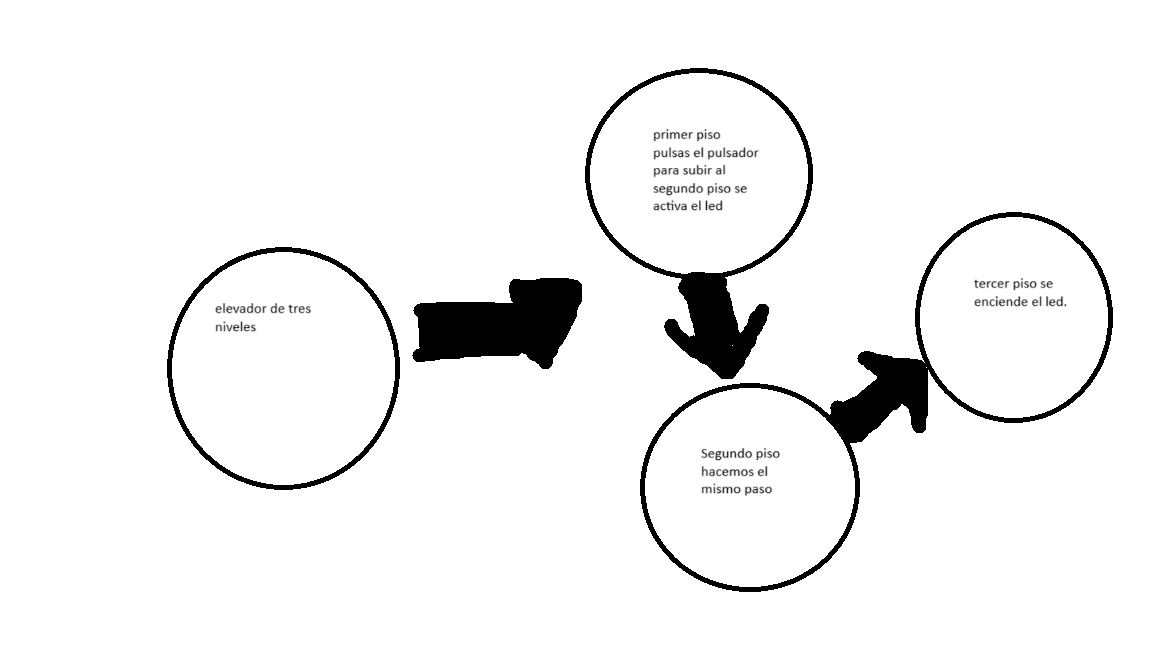 elevador de tres
niveles
primer piso
pulsas el pulsador
para subir al
segundo piso se
activa el led
Segundo piso
hacemos el
mismo paso
tercer piso se
enciende el led.